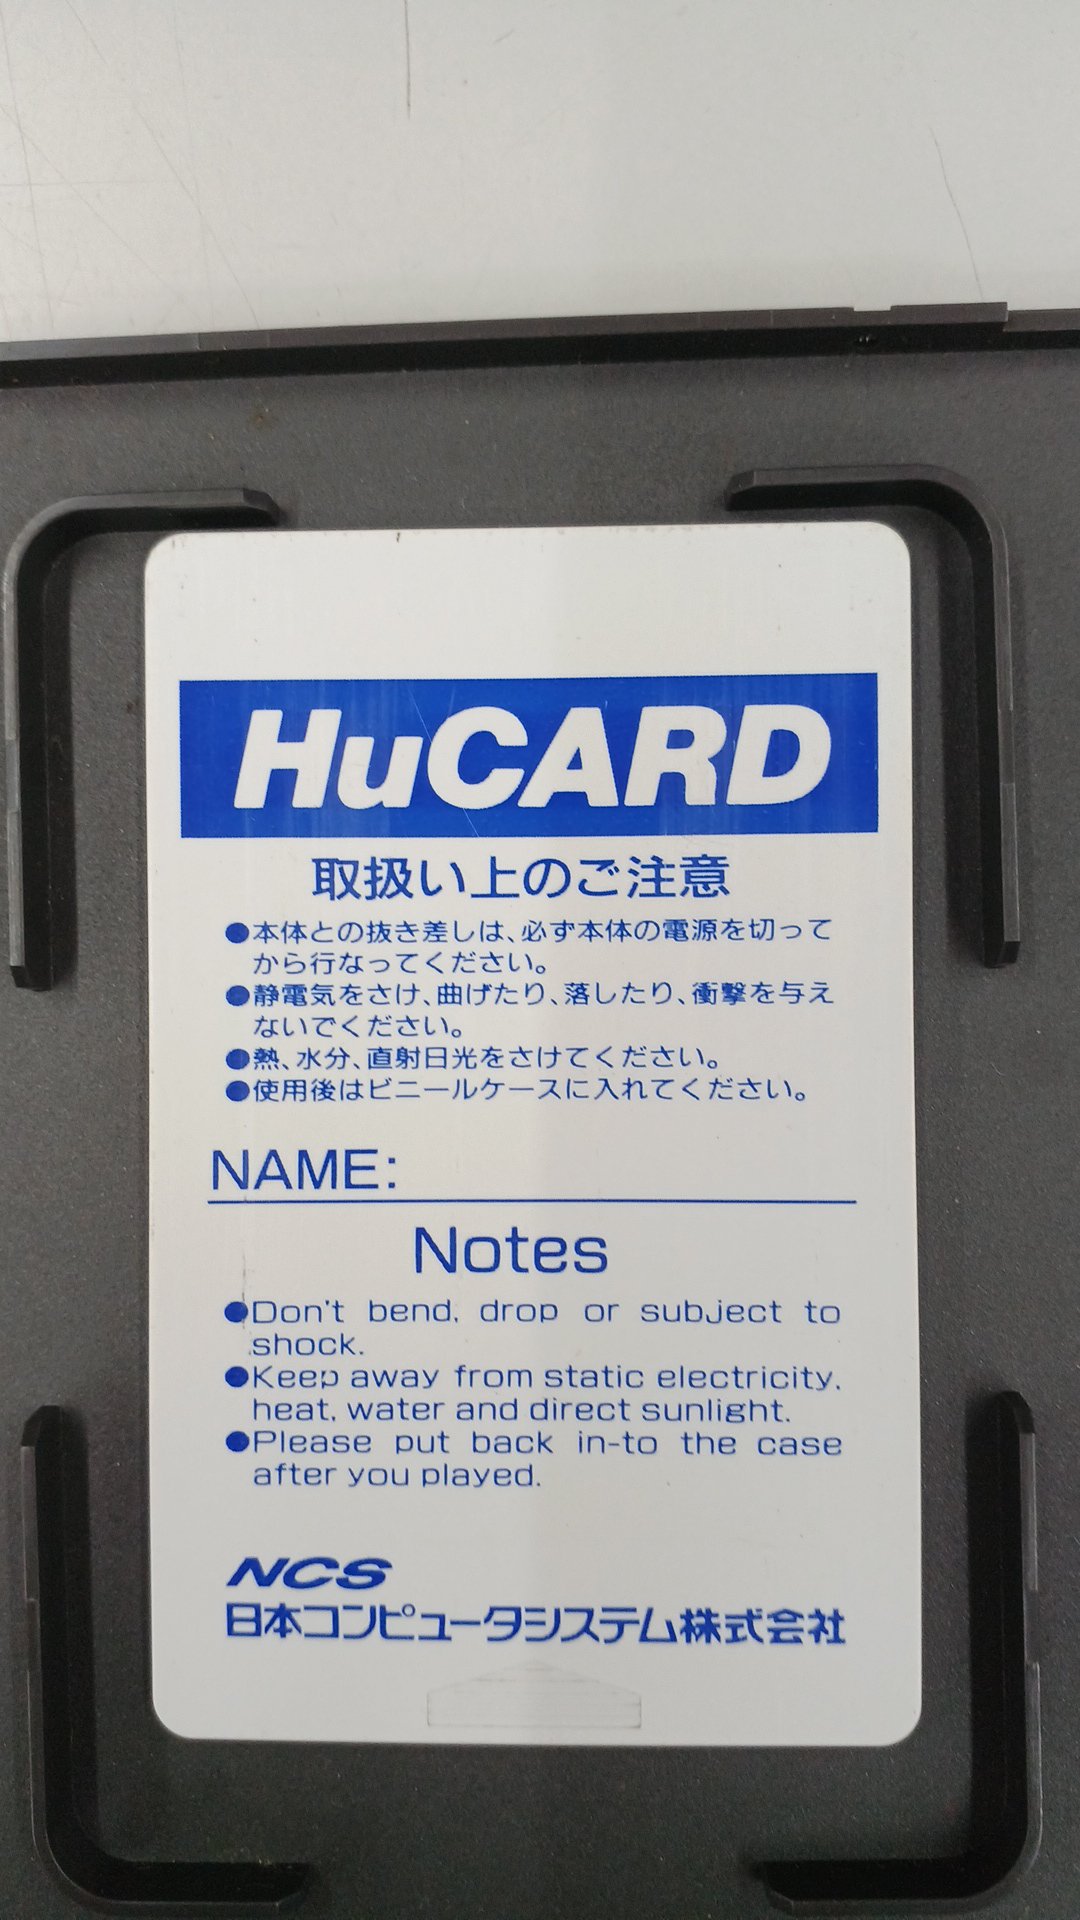 HuCARD
取扱い上のご注意
●本体との抜き差しは、必ず本体の電源を切って
から行なってください。
●静電気をさけ、曲げたり、落したり、衝撃を与え
ないでください。
●熱、水分、直射日光をさけてください。
●使用後はビニールケースに入れてください。
NAME:
Notes
●Don't bend, drop or subject to
shock.
●Keep away from static electricity,
heat, water and direct sunlight.
●Please put back in-to the case
after you played.
NCS
日本コンピュータシステム株式会社